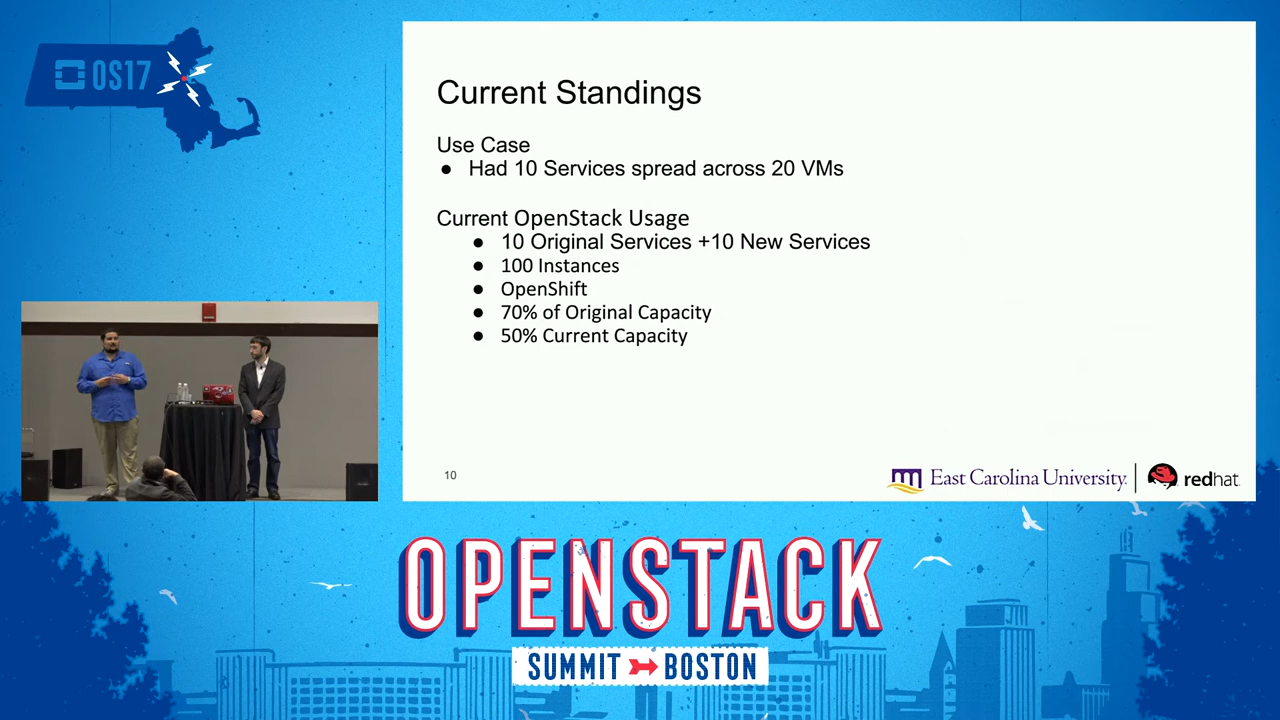 OS17
Current Standings
Use Case
● Had 10 Services spread across 20 VMs
Current OpenStack Usage
● 10 Original Services +10 New Services
● 100 Instances
● OpenShift
● 70% of Original Capacity
● 50% Current Capacity
10
East Carolina University.
redhat.
OPENSTACK
SUMMIT BOSTON